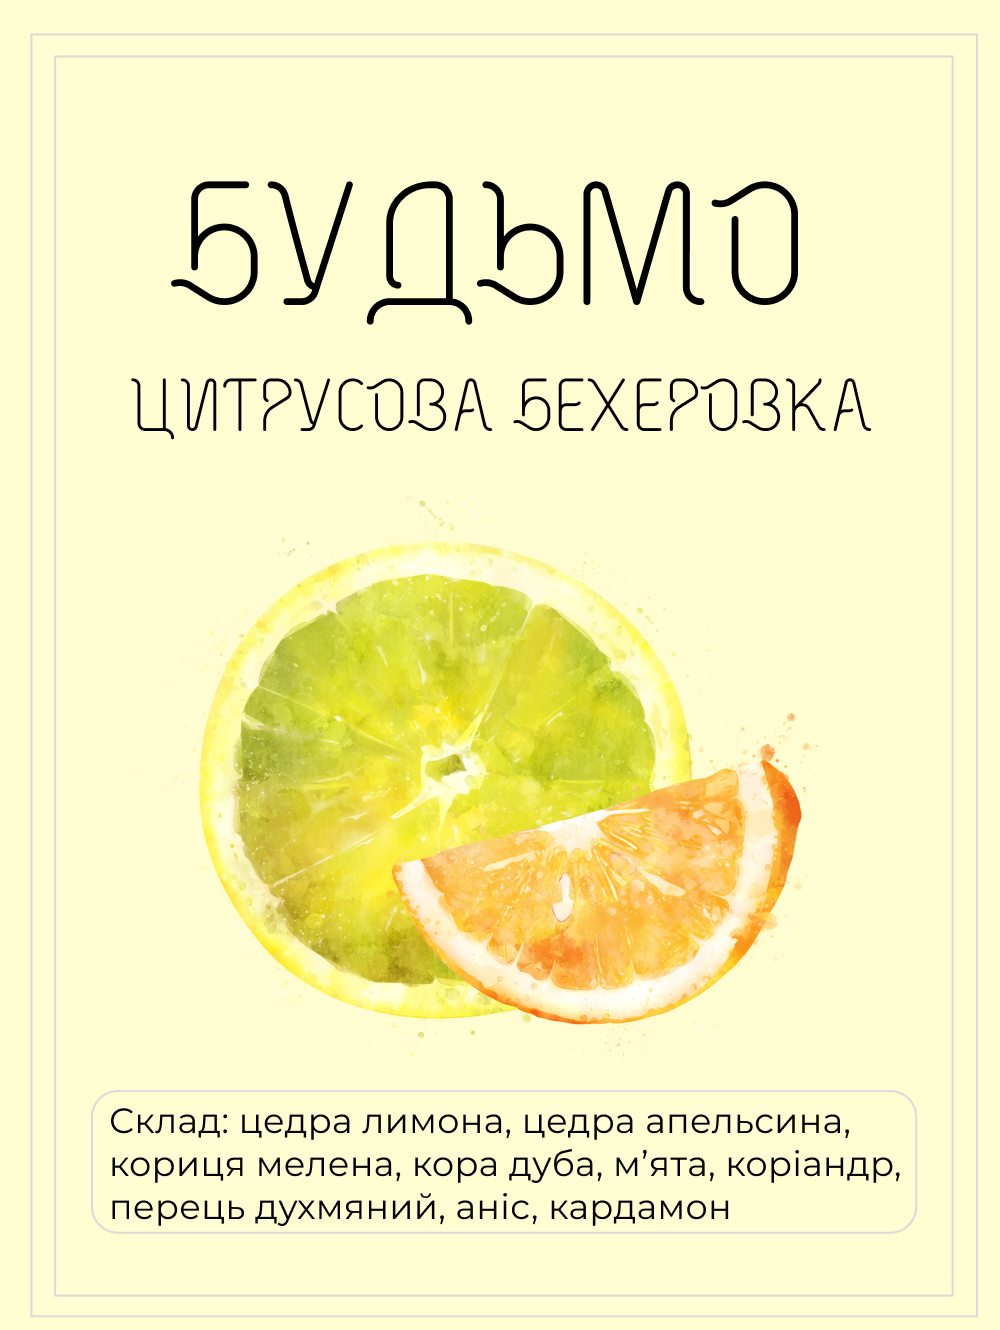 БУДЬМО
ЦИТРУСОВА БЕХЕРОВКА
Склад: цедра лимона, цедра апельсина,
кориця мелена, кора дуба, м’ята, коріандр,
перець духмяний, аніс, кардамон